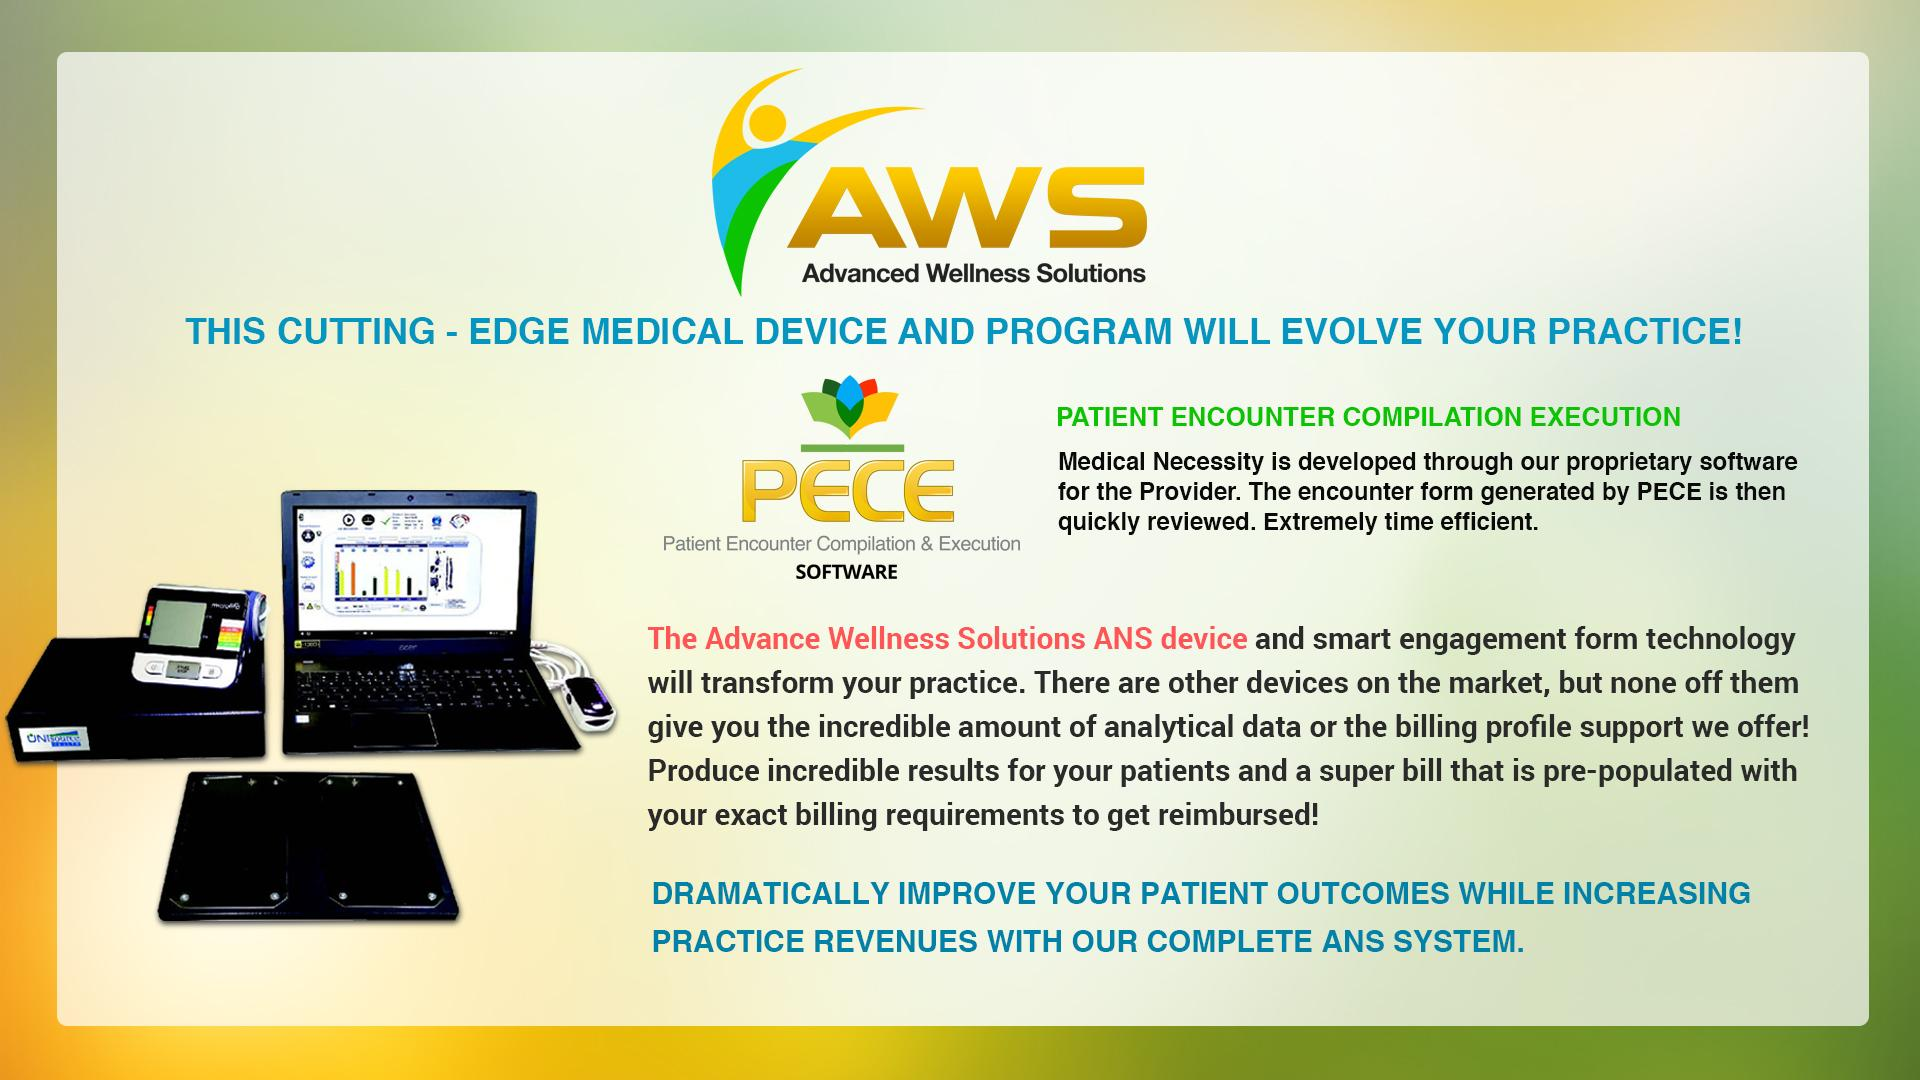 AWS
Advanced Wellness Solutions
THIS CUTTING - EDGE MEDICAL DEVICE AND PROGRAM WILL EVOLVE YOUR PRACTICE!
PECE
Patient Encounter Compilation & Execution
SOFTWARE
PATIENT ENCOUNTER COMPILATION EXECUTION
Medical Necessity is developed through our proprietary software
for the Provider. The encounter form generated by PECE is then
quickly reviewed. Extremely time efficient.
microlife
acer
UNIsource
HEALTH
The Advance Wellness Solutions ANS device and smart engagement form technology
will transform your practice. There are other devices on the market, but none off them
give you the incredible amount of analytical data or the billing profile support we offer!
Produce incredible results for your patients and a super bill that is pre-populated with
your exact billing requirements to get reimbursed!
DRAMATICALLY IMPROVE YOUR PATIENT OUTCOMES WHILE INCREASING
PRACTICE REVENUES WITH OUR COMPLETE ANS SYSTEM.